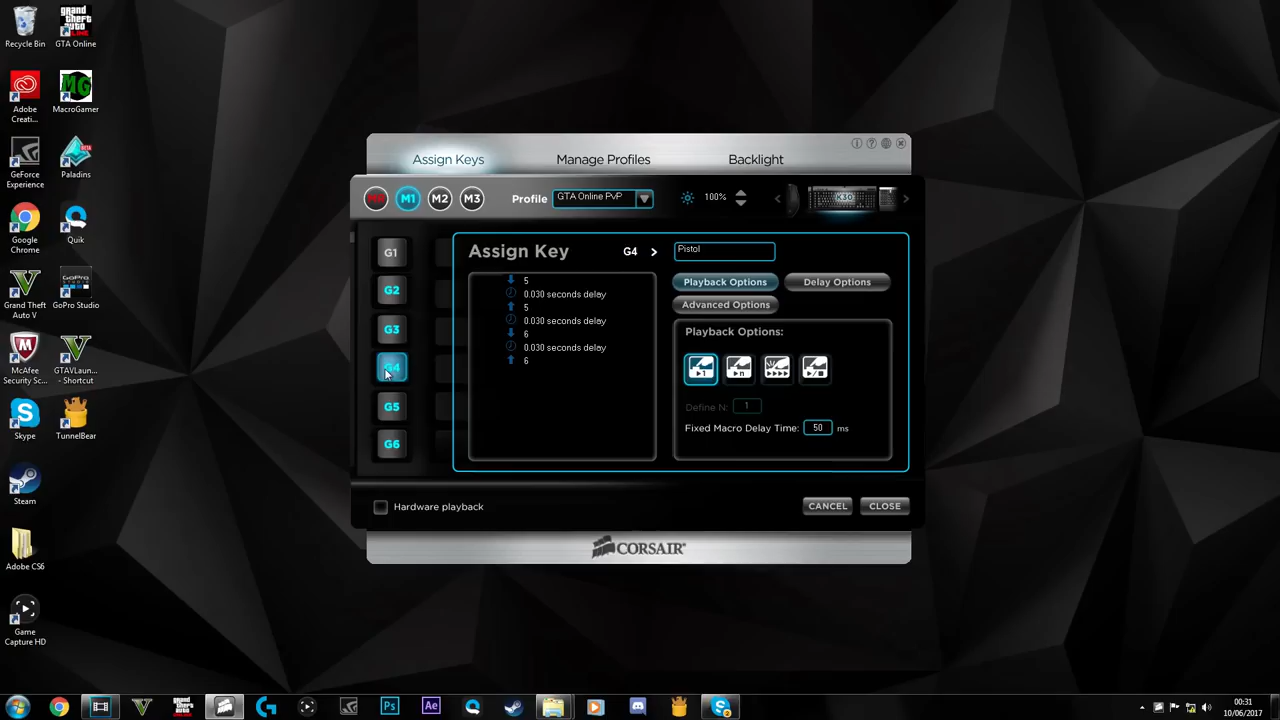 Recycle Bin
GTA Online
Adobe
Creati...
MacroGamer
GeForce
Experience
Paladins
Google
Chrome
Quik
Grand Theft
Auto V
GoPro Studio
McAfee
Security Sc...
GTAVLaun...
- Shortcut
Skype
TunnelBear
Steam
Adobe CS6
Game
Capture HD
Assign Keys
Manage Profiles
Backlight
MR
M1
M2
M3
Profile
GTA Online PvP
100%
K30
G1
G2
G3
G4
G5
G6
Assign Key
G4 >
Pistol
5
0.030 seconds delay
5
0.030 seconds delay
6
0.030 seconds delay
6
Playback Options
Delay Options
Advanced Options
Playback Options:
Define N: 1
Fixed Macro Delay Time: 50 ms
Hardware playback
CANCEL
CLOSE
CORSAIR
00:31
10/06/2017